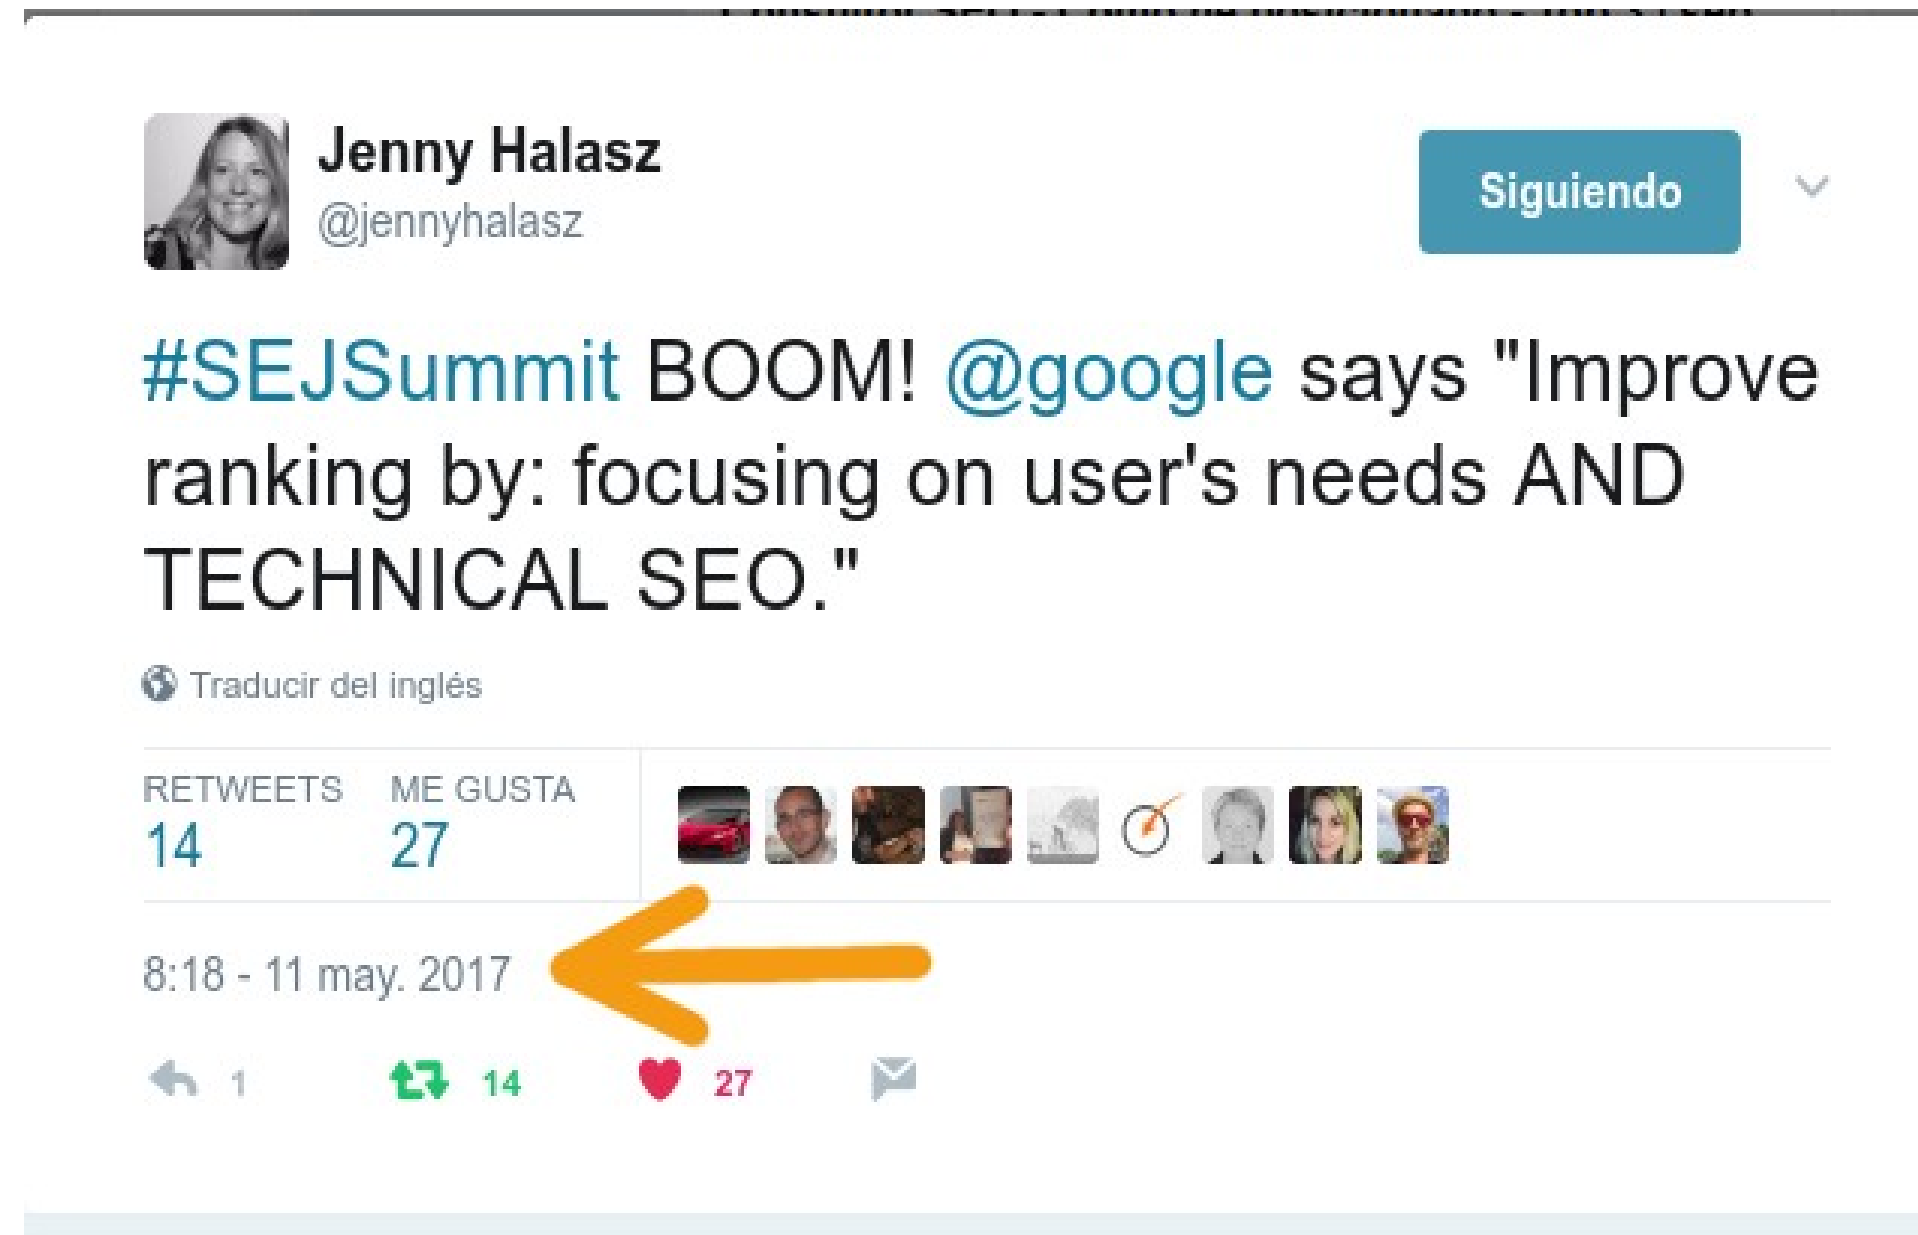 Jenny Halasz
@jennyhalasz
Siguiendo
#SEJSummit BOOM! @google says "Improve
ranking by: focusing on user's needs AND
TECHNICAL SEO."
Traducir del inglés
RETWEETS ME GUSTA
14 27
8:18 - 11 may. 2017
1 14 27